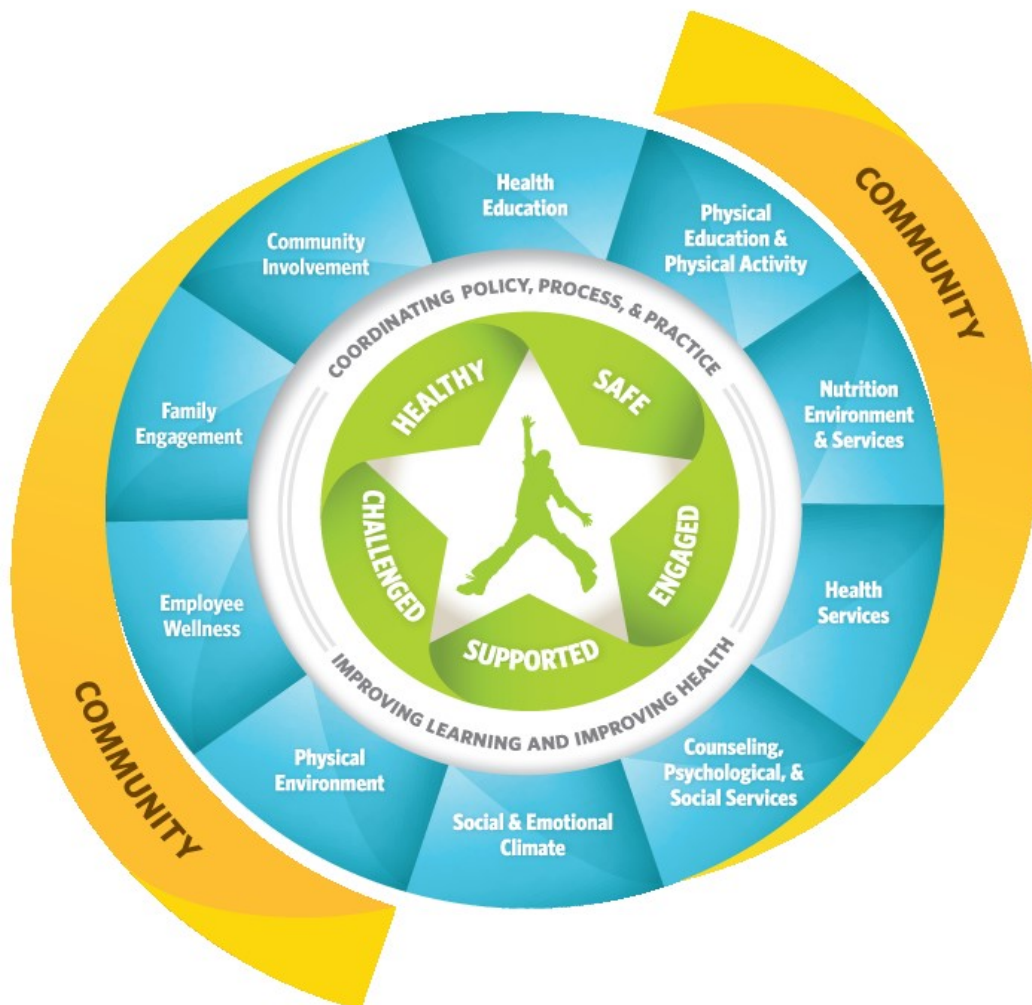 COMMUNITY
Health
Education
Physical
Education &
Physical Activity
Nutrition
Environment
& Services
Health
Services
Counseling,
Psychological, &
Social Services
Social & Emotional
Climate
Physical
Environment
Employee
Wellness
Family
Engagement
Community
Involvement
COORDINATING POLICY, PROCESS, & PRACTICE
IMPROVING LEARNING AND IMPROVING HEALTH
HEALTHY
SAFE
ENGAGED
SUPPORTED
CHALLENGED
COMMUNITY